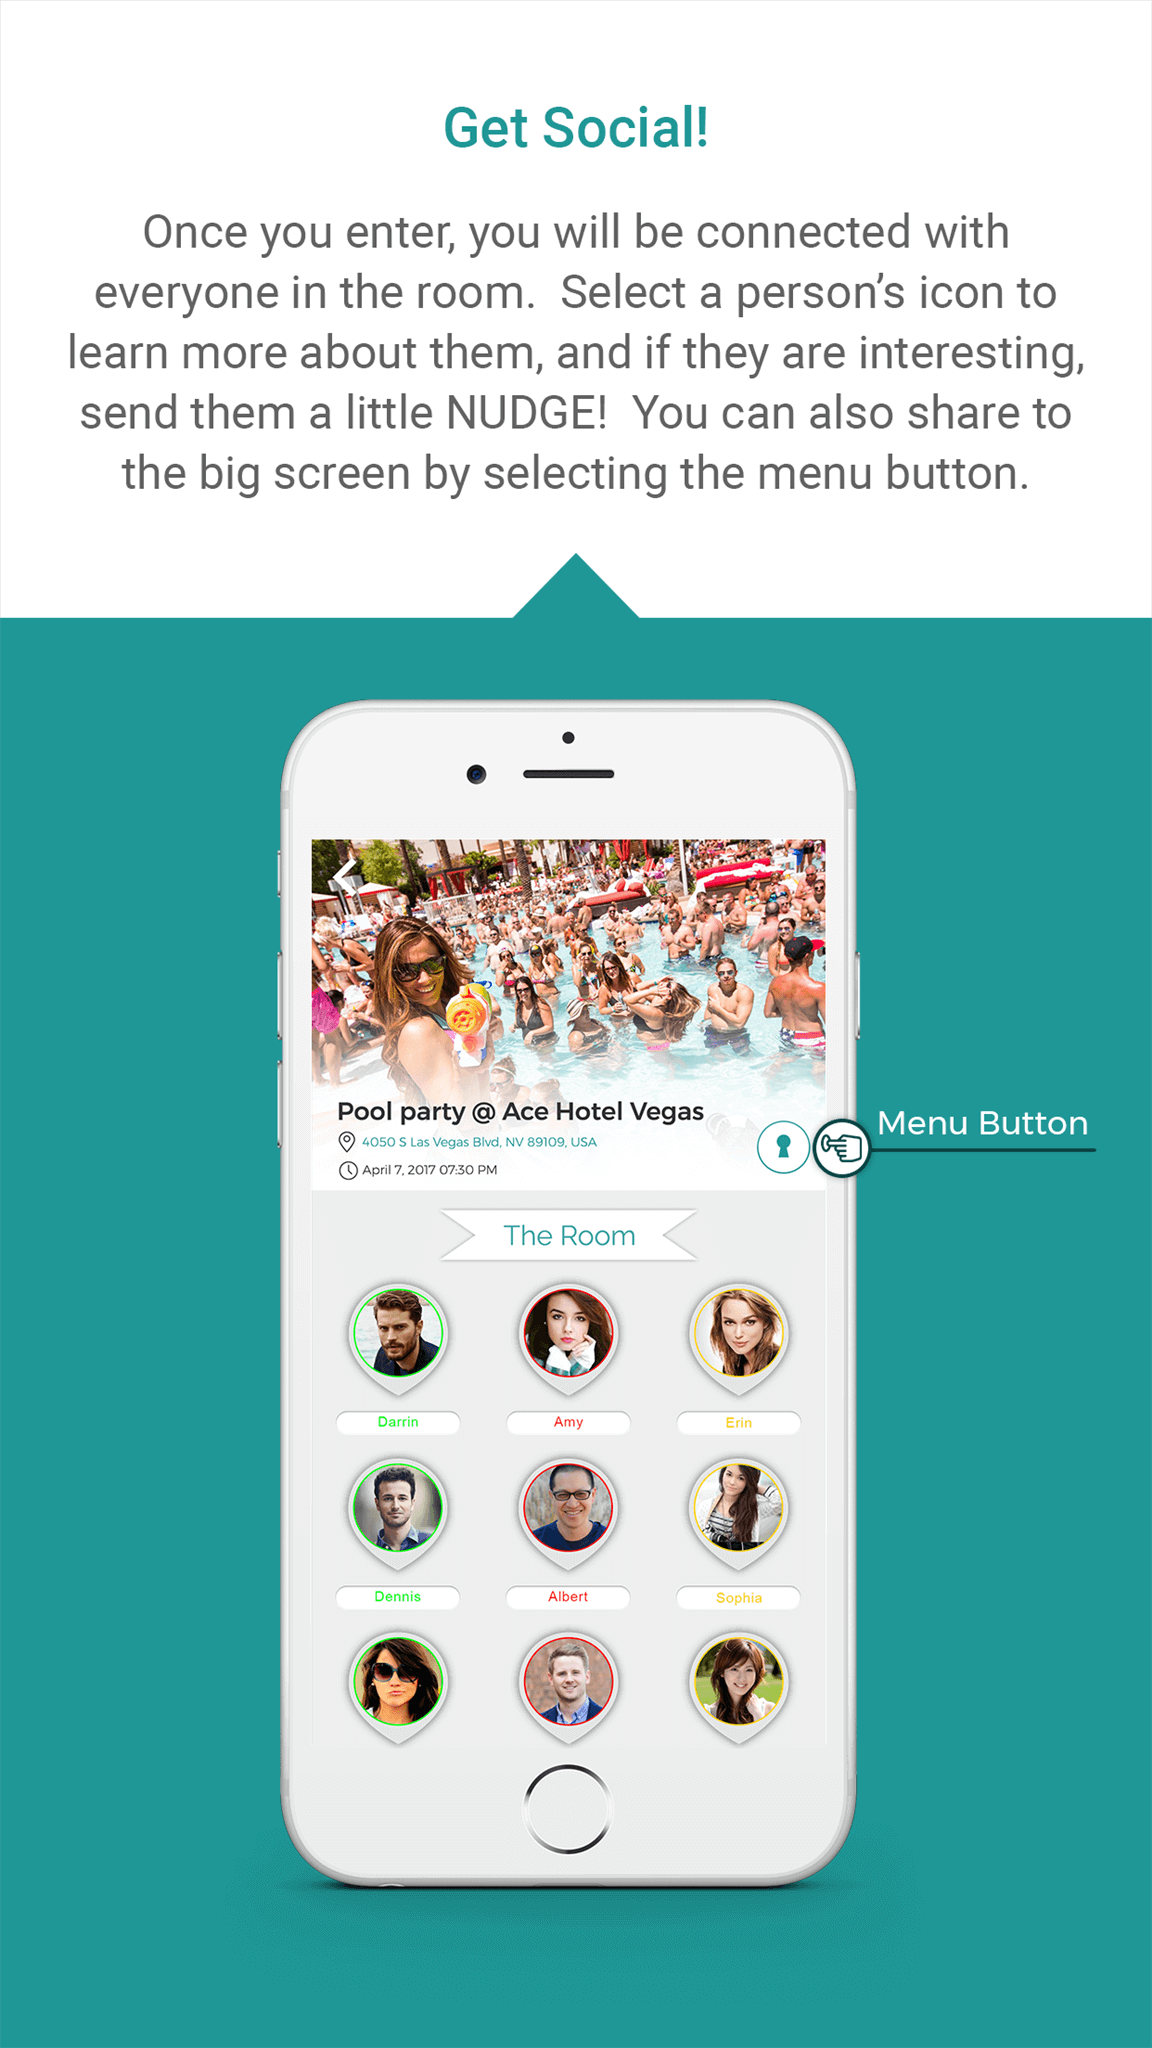 Get Social!
Once you enter, you will be connected with
everyone in the room.  Select a person’s icon to
learn more about them, and if they are interesting,
send them a little NUDGE!  You can also share to
the big screen by selecting the menu button.
Pool party @ Ace Hotel Vegas
4050 S Las Vegas Blvd, NV 89109, USA
April 7, 2017 07:30 PM
Menu Button
The Room
Darrin
Amy
Erin
Dennis
Albert
Sophia